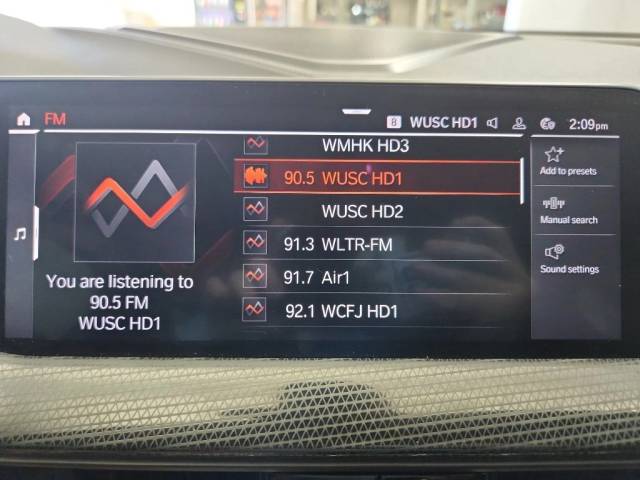 FM
B WUSC HD1 2:09pm
WMHK HD3
90.5 WUSC HD1
WUSC HD2
91.3 WLTR-FM
91.7 Air1
92.1 WCFJ HD1
You are listening to
90.5 FM
WUSC HD1
Add to presets
Manual search
Sound settings